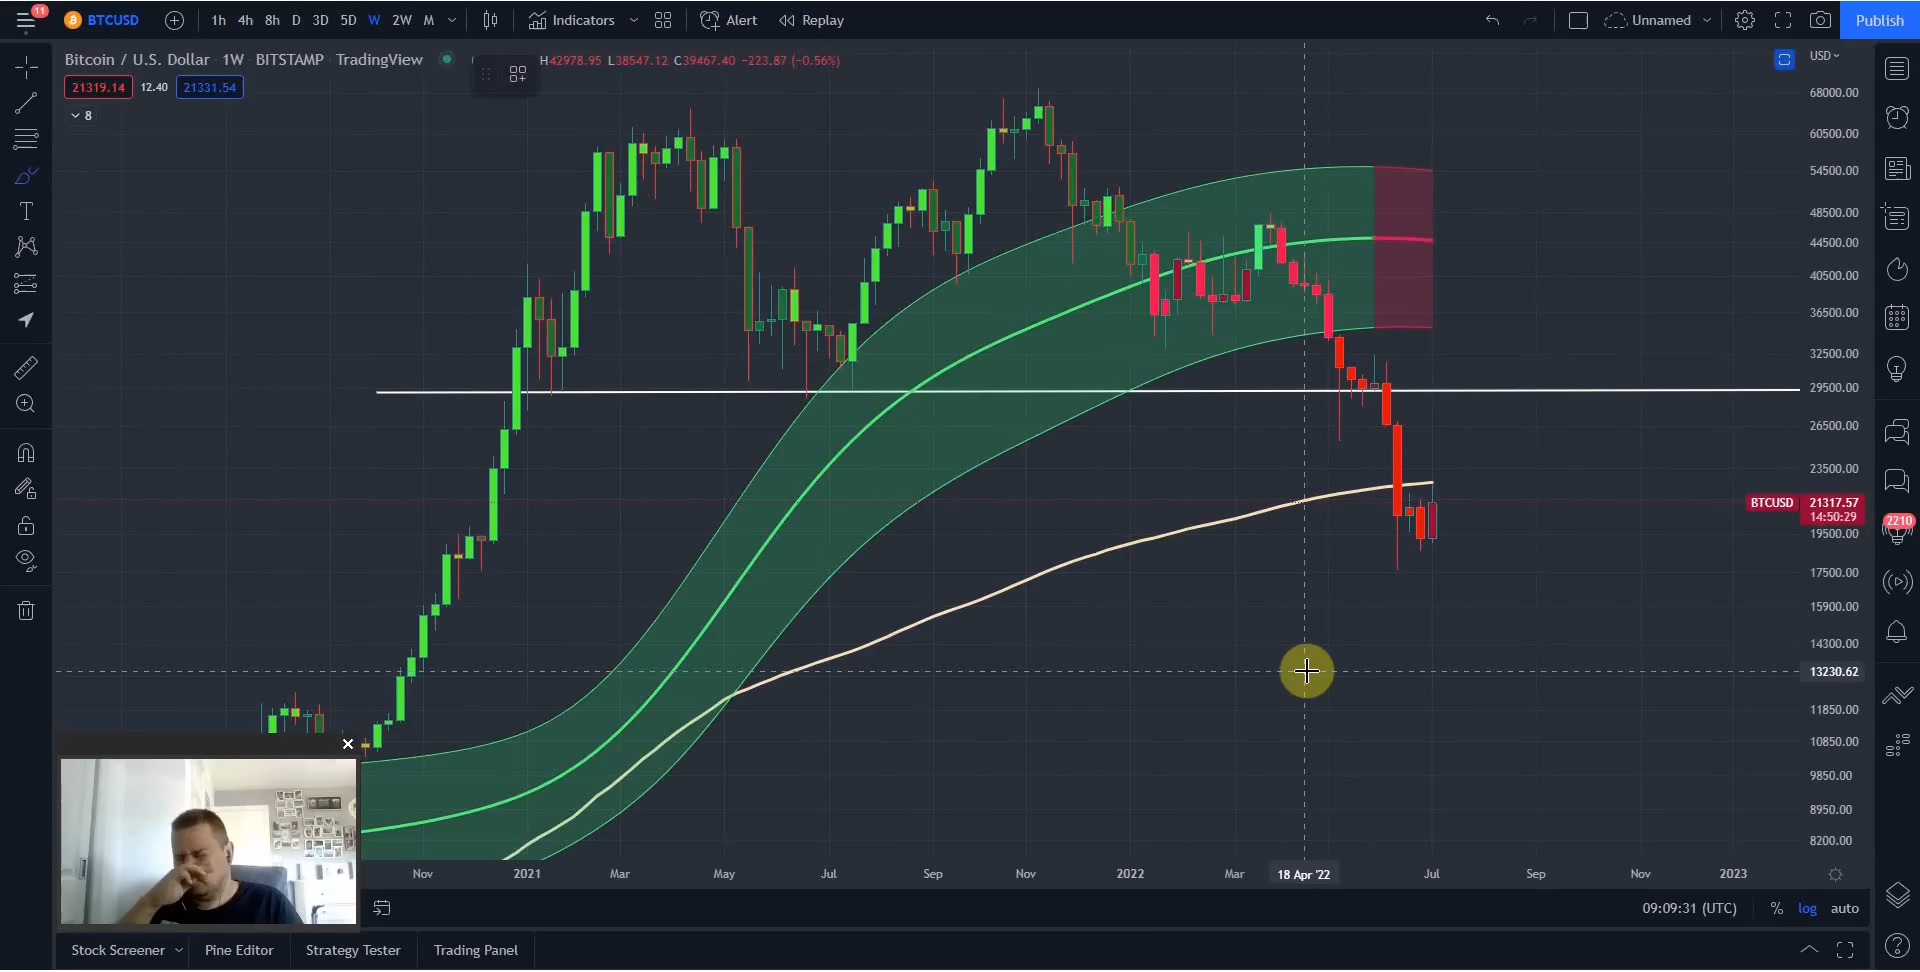 11
BTCUSD
1h 4h 8h D 3D 5D W 2W M
Indicators
Alert
Replay
Unnamed
Publish
Bitcoin / U.S. Dollar 1W BITSTAMP TradingView
H42978.95 L38547.12 C39467.40 -223.87 (-0.56%)
21319.14 12.40 21331.54
8
USD
68000.00
60500.00
54500.00
48500.00
44500.00
40500.00
36500.00
32500.00
29500.00
26500.00
23500.00
BTCUSD 21317.57
14:50:29
19500.00
17500.00
15900.00
14300.00
13230.62
11850.00
10850.00
9850.00
8950.00
8200.00
2210
Nov 2021 Mar May Jul Sep Nov 2022 Mar 18 Apr '22 Jul Sep Nov 2023
09:09:31 (UTC) % log auto
Stock Screener Pine Editor Strategy Tester Trading Panel